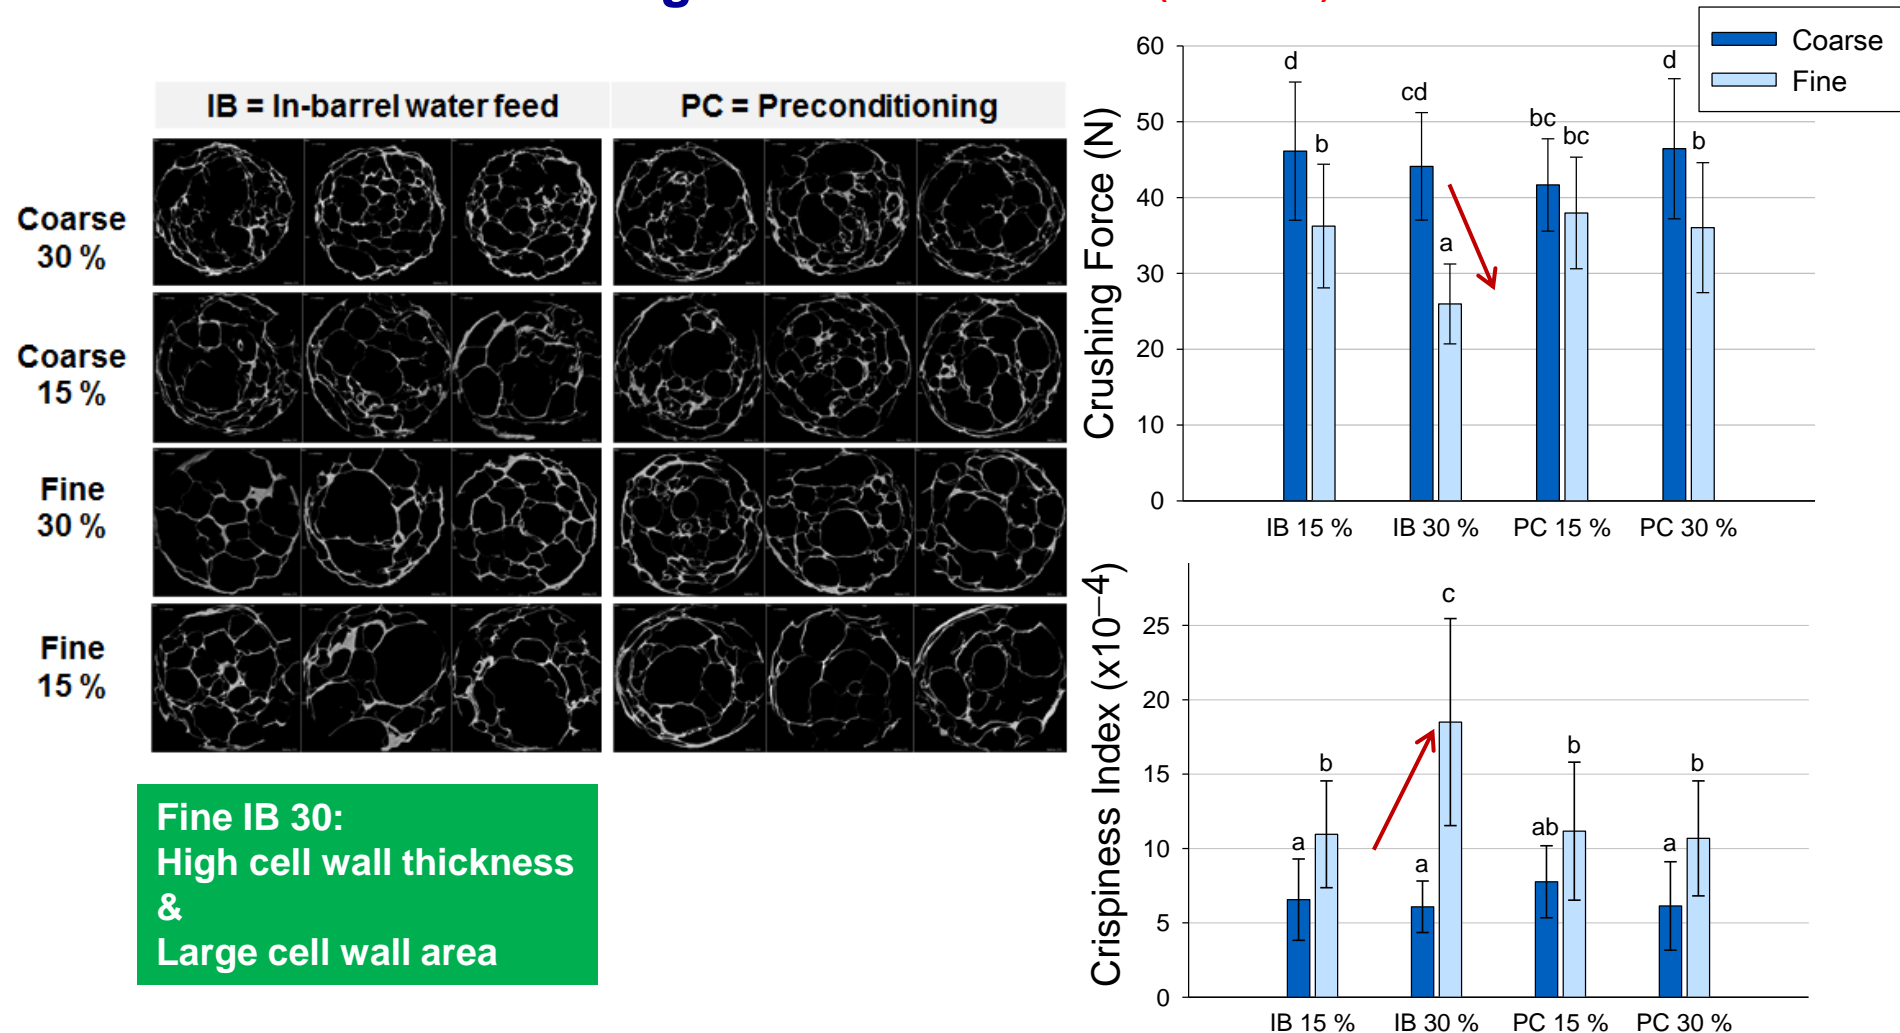 IB = In-barrel water feed
PC = Preconditioning
Coarse
30 %
Coarse
15 %
Fine
30 %
Fine
15 %
Fine IB 30:
High cell wall thickness
&
Large cell wall area
Coarse
Fine
Crushing Force (N)
60
50
40
30
20
10
0
d
b
cd
a
bc
bc
d
b
IB 15 %
IB 30 %
PC 15 %
PC 30 %
Crispiness Index (x10–4)
25
20
15
10
5
0
a
b
a
c
ab
b
a
b
IB 15 %
IB 30 %
PC 15 %
PC 30 %